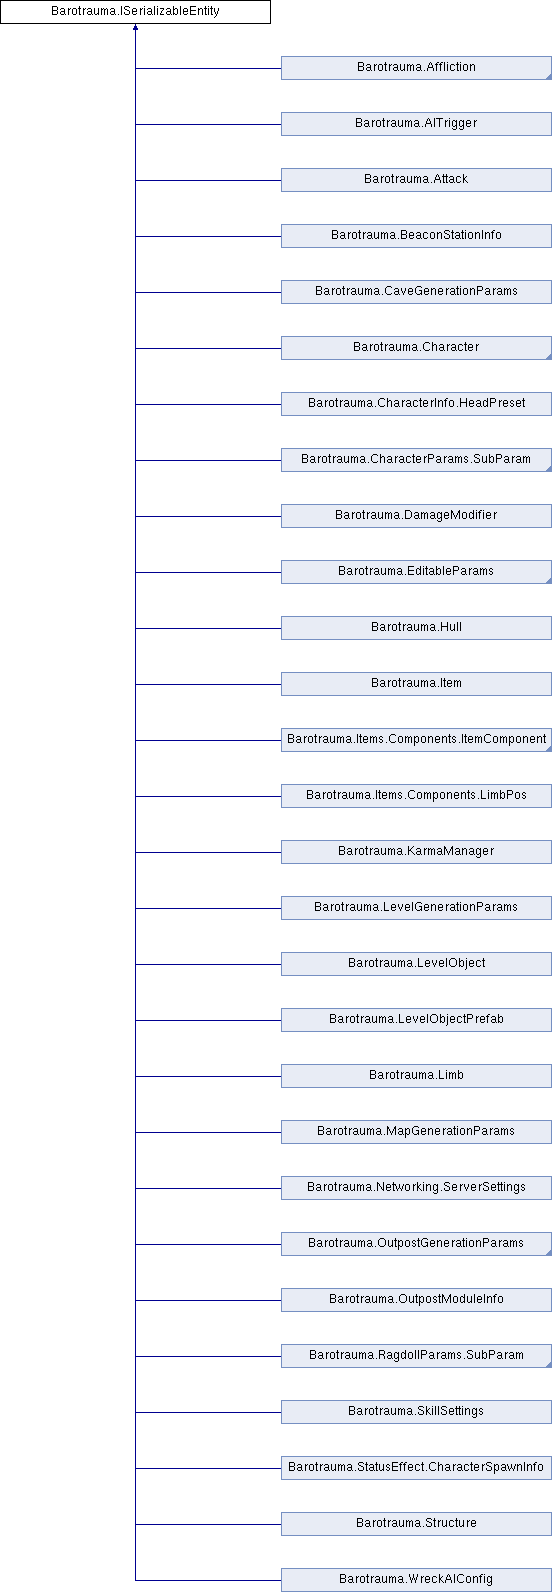 Barotrauma.ISerializableEntity
Barotrauma.Affliction
Barotrauma.AITrigger
Barotrauma.Attack
Barotrauma.BeaconStationInfo
Barotrauma.CaveGenerationParams
Barotrauma.Character
Barotrauma.CharacterInfo.HeadPreset
Barotrauma.CharacterParams.SubParam
Barotrauma.DamageModifier
Barotrauma.EditableParams
Barotrauma.Hull
Barotrauma.Item
Barotrauma.Items.Components.ItemComponent
Barotrauma.Items.Components.LimbPos
Barotrauma.KarmaManager
Barotrauma.LevelGenerationParams
Barotrauma.LevelObject
Barotrauma.LevelObjectPrefab
Barotrauma.Limb
Barotrauma.MapGenerationParams
Barotrauma.Networking.ServerSettings
Barotrauma.OutpostGenerationParams
Barotrauma.OutpostModuleInfo
Barotrauma.RagdollParams.SubParam
Barotrauma.SkillSettings
Barotrauma.StatusEffect.CharacterSpawnInfo
Barotrauma.Structure
Barotrauma.WreckAIConfig